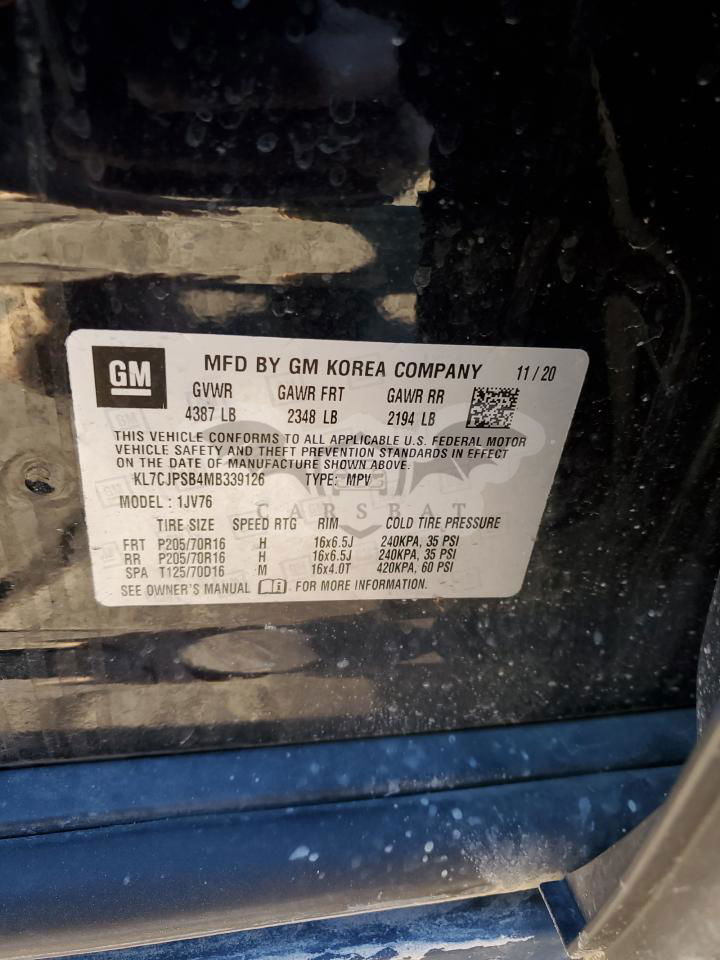 GM MFD BY GM KOREA COMPANY 11 / 20
GVWR GAWR FRT GAWR RR
4387 LB 2348 LB 2194 LB
THIS VEHICLE CONFORMS TO ALL APPLICABLE U.S. FEDERAL MOTOR
VEHICLE SAFETY AND THEFT PREVENTION STANDARDS IN EFFECT
ON THE DATE OF MANUFACTURE SHOWN ABOVE.
KL7CJPSB4MB339126 TYPE: MPV
MODEL : 1JV76
CARSBAT
TIRE SIZE SPEED RTG RIM COLD TIRE PRESSURE
FRT P205/70R16 H 16x6.5J 240KPA, 35 PSI
RR P205/70R16 H 16x6.5J 240KPA, 35 PSI
SPA T125/70D16 M 16x4.0T 420KPA, 60 PSI
SEE OWNER'S MANUAL FOR MORE INFORMATION.